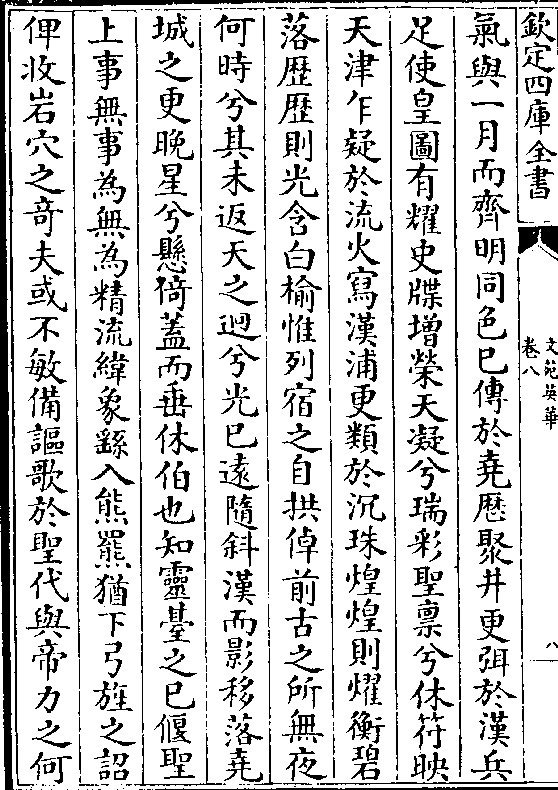 欽定四庫全書
文苑英華
卷八
八
氣與一月而齊明同色已傳於堯厯聚井更弭於漢兵
足使皇圖有耀史牒增榮天凝兮瑞彩聖禀兮休符映
天津乍疑於流火寫漢浦更類於沉珠煌煌則燿衡碧
落歴歴則光含白榆惟列宿之自拱倬前古之所無夜
何時兮其未返天之迴兮光已遠隨斜漢而影移落堯
城之更晚星兮懸倚蓋而垂休伯也知靈臺之已偃聖
上事無事為無為精流緯象繇入熊羆猶下弓旌之詔
俾收岩穴之竒夫或不敏備謳歌於聖代與帝力之何